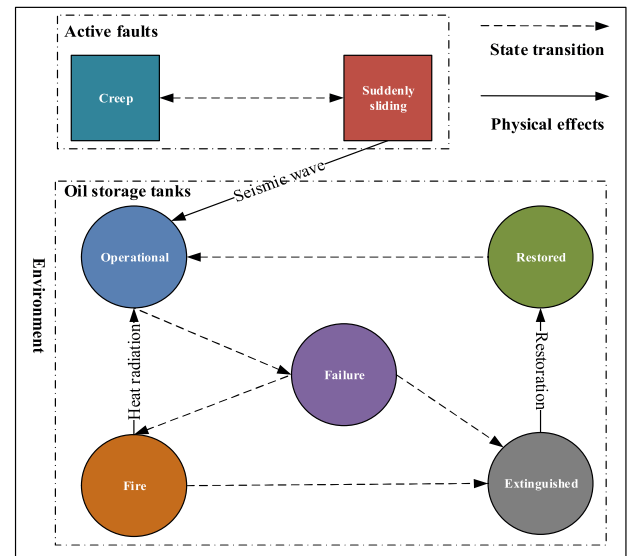 Active faults
Creep
Suddenly
sliding
State transition
Physical effects
Seismic wave
Oil storage tanks
Operational
Restored
Environment
Heat radiation
Failure
Restoration
Fire
Extinguished